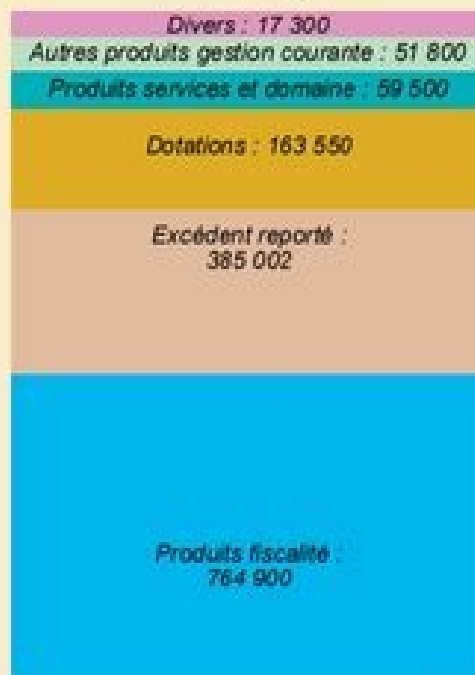 Divers : 17 300
Autres produits gestion courante : 51 800
Produits services et domaine : 59 500
Dotations : 163 550
Excédent reporté :
385 002
Produits fiscalité :
764 900